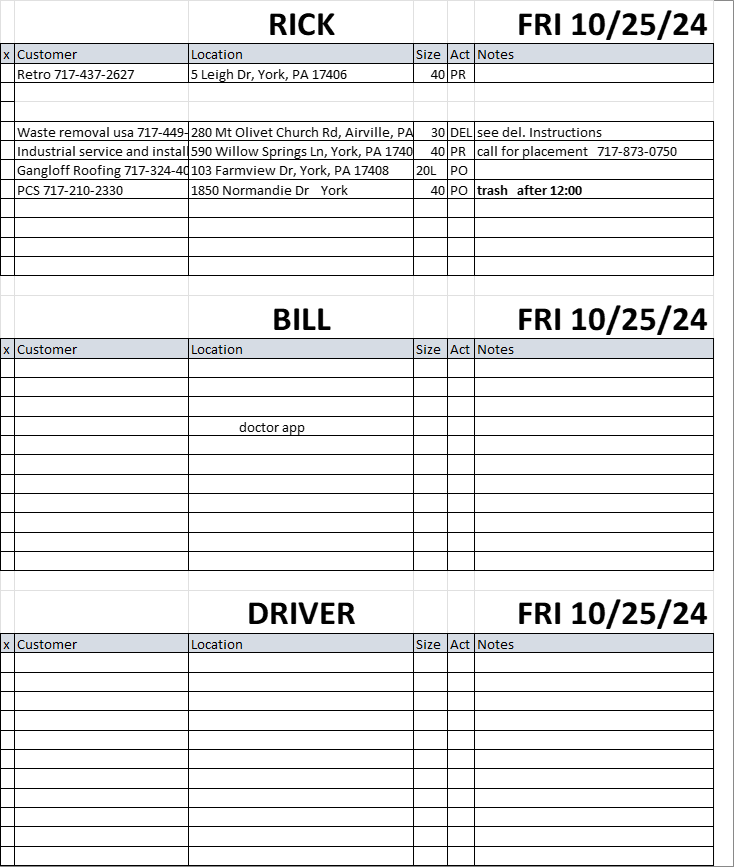 RICK FRI 10/25/24
x Customer Location Size Act Notes
Retro 717-437-2627 5 Leigh Dr, York, PA 17406 40 PR
Waste removal usa 717-449- 280 Mt Olivet Church Rd, Airville, PA 30 DEL see del. Instructions
Industrial service and install 590 Willow Springs Ln, York, PA 1740 40 PR call for placement 717-873-0750
Gangloff Roofing 717-324-40 103 Farmview Dr, York, PA 17408 20L PO
PCS 717-210-2330 1850 Normandie Dr York 40 PO trash after 12:00
BILL FRI 10/25/24
x Customer Location Size Act Notes
doctor app
DRIVER FRI 10/25/24
x Customer Location Size Act Notes